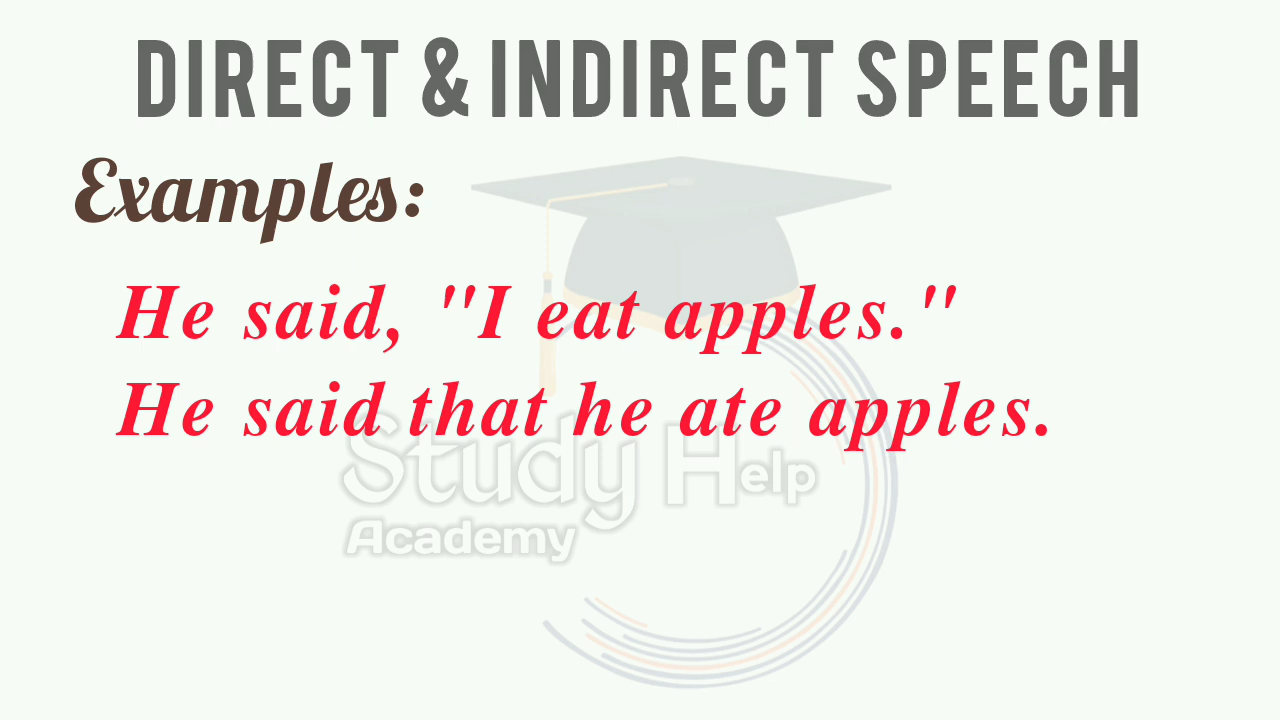 DIRECT & INDIRECT SPEECH
Examples:
He said, "I eat apples."
He said that he ate apples.
Study Help
Academy